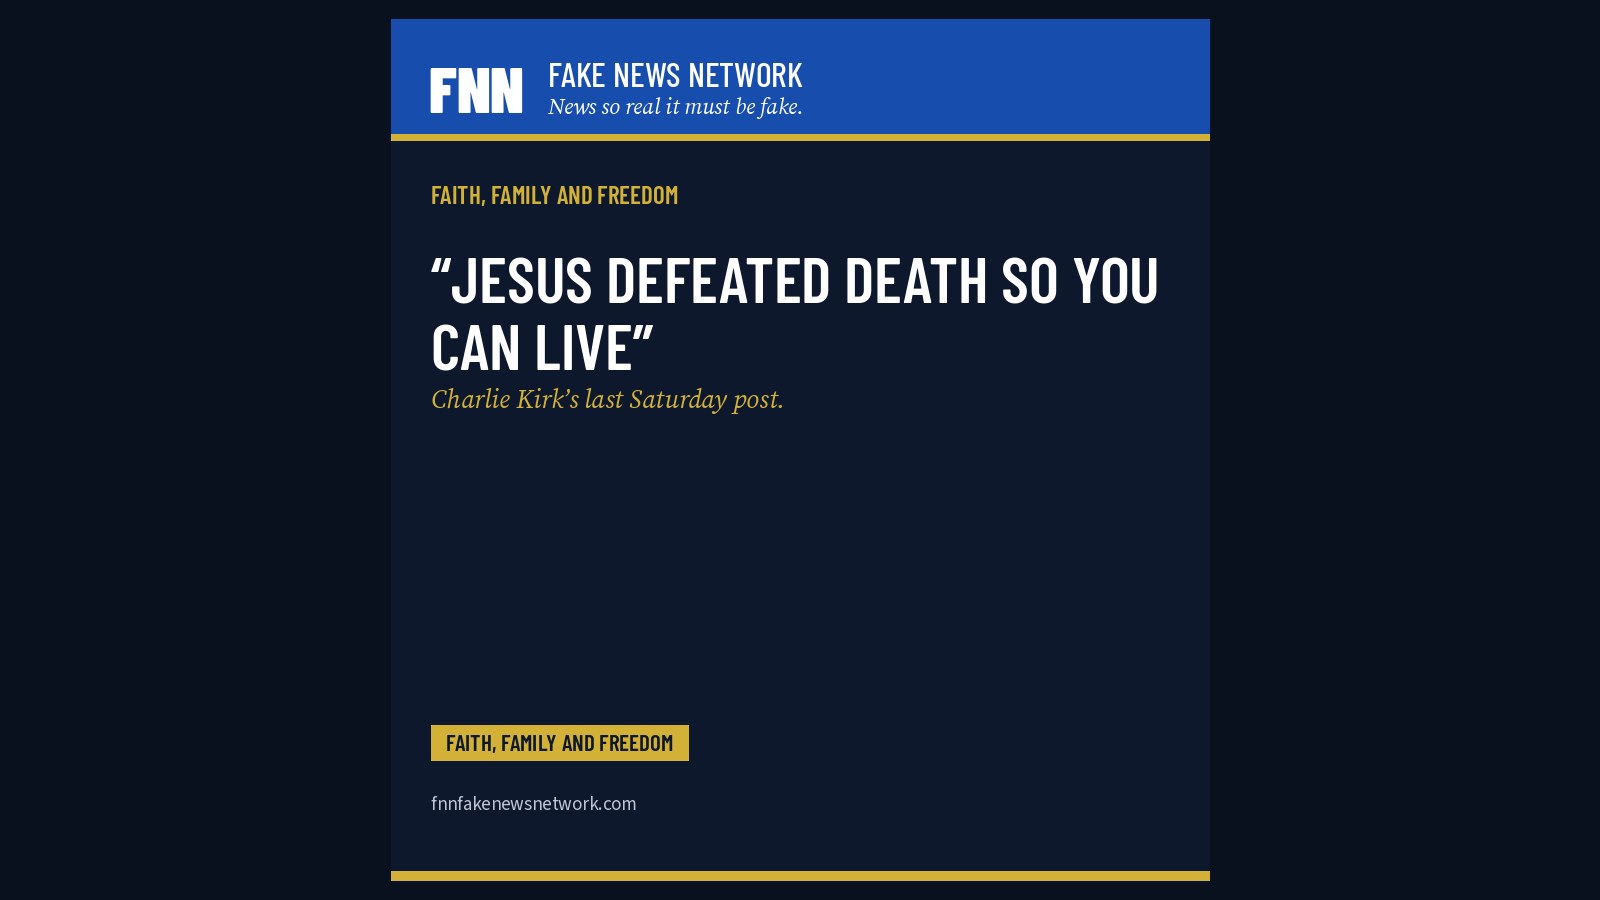 FNN
FAKE NEWS NETWORK
News so real it must be fake.
FAITH, FAMILY AND FREEDOM
“JESUS DEFEATED DEATH SO YOU
CAN LIVE”
Charlie Kirk’s last Saturday post.
FAITH, FAMILY AND FREEDOM
fnnfakenewsnetwork.com